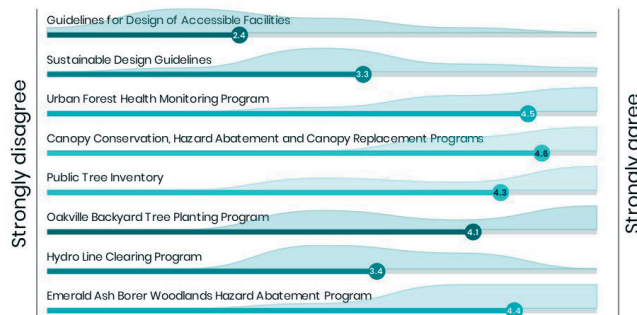 Guidelines for Design of Accessible Facilities
2.4
Sustainable Design Guidelines
3.3
Urban Forest Health Monitoring Program
4.5
Canopy Conservation, Hazard Abatement and Canopy Replacement Programs
4.6
Public Tree Inventory
4.3
Oakville Backyard Tree Planting Program
4.1
Hydro Line Clearing Program
3.4
Emerald Ash Borer Woodlands Hazard Abatement Program
4.4
Strongly disagree
Strongly agree